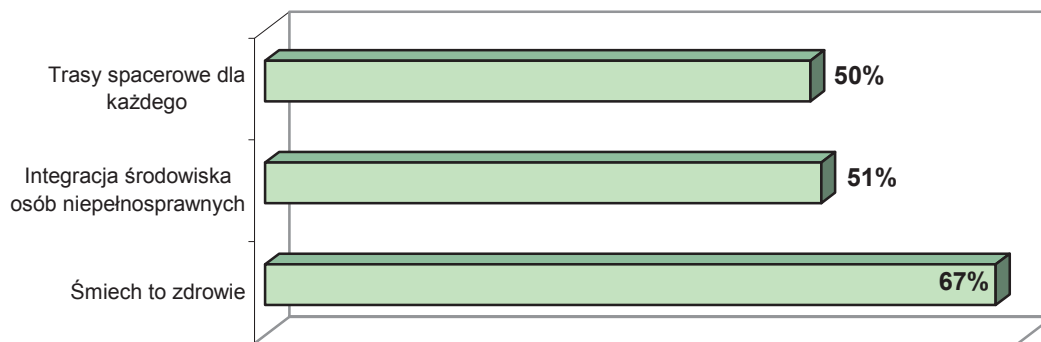 Trasy spacerowe dla
każdego
50%
Integracja środowiska
osób niepełnosprawnych
51%
Śmiech to zdrowie
67%